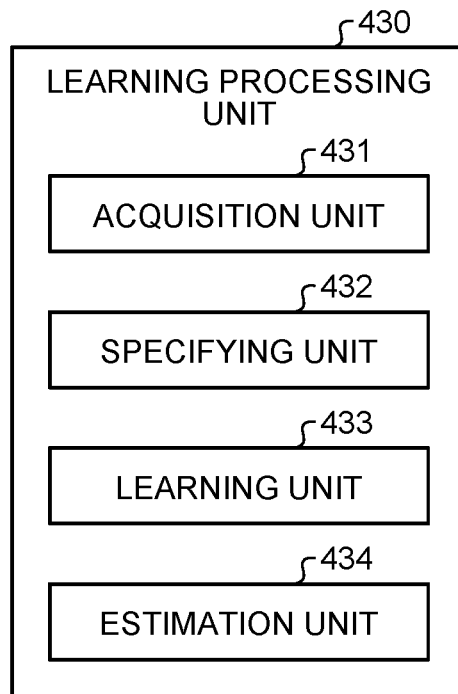 430
LEARNING PROCESSING
UNIT
431
ACQUISITION UNIT
432
SPECIFYING UNIT
433
LEARNING UNIT
434
ESTIMATION UNIT